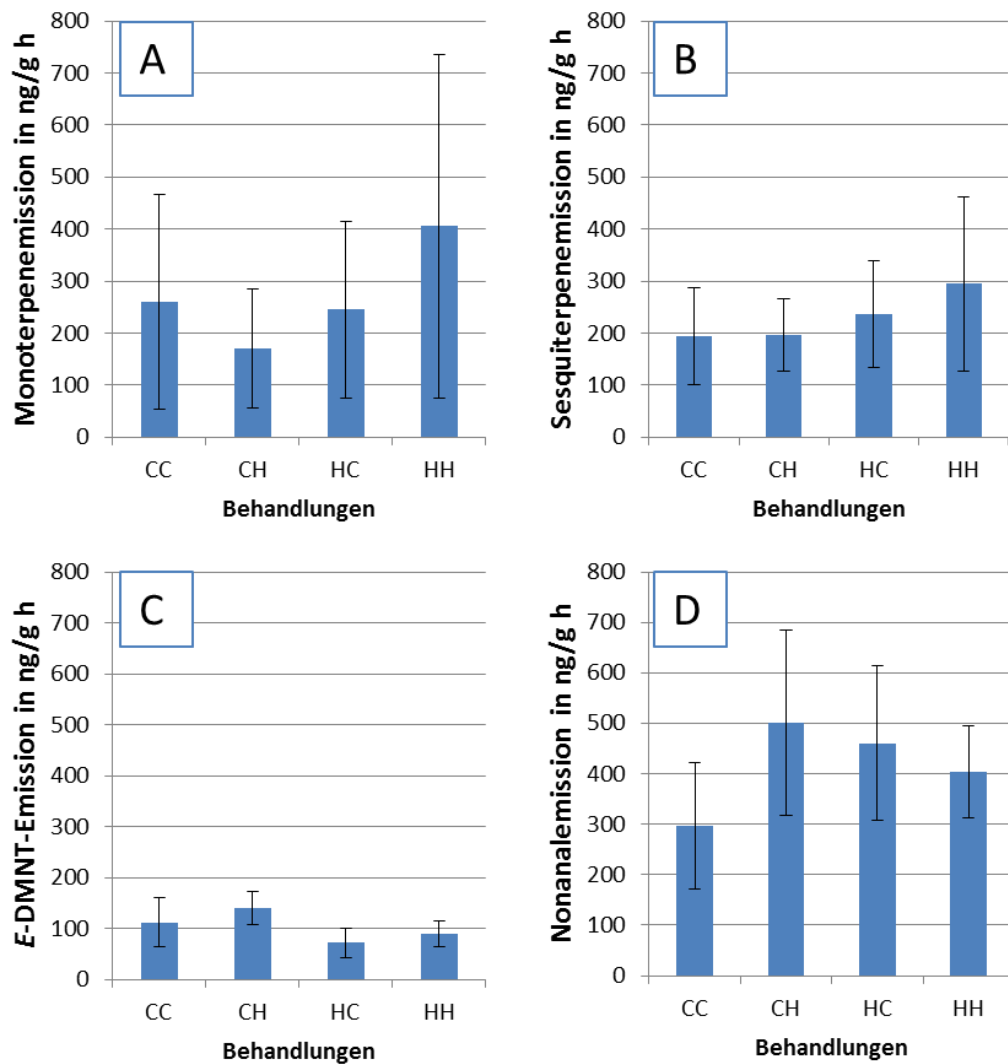 A
Monoterpenemission in ng/g h
800
700
600
500
400
300
200
100
0
CC CH HC HH
Behandlungen
B
Sesquiterpenemission in ng/g h
800
700
600
500
400
300
200
100
0
CC CH HC HH
Behandlungen
C
E-DMNT-Emission in ng/g h
800
700
600
500
400
300
200
100
0
CC CH HC HH
Behandlungen
D
Nonanalemission in ng/g h
800
700
600
500
400
300
200
100
0
CC CH HC HH
Behandlungen